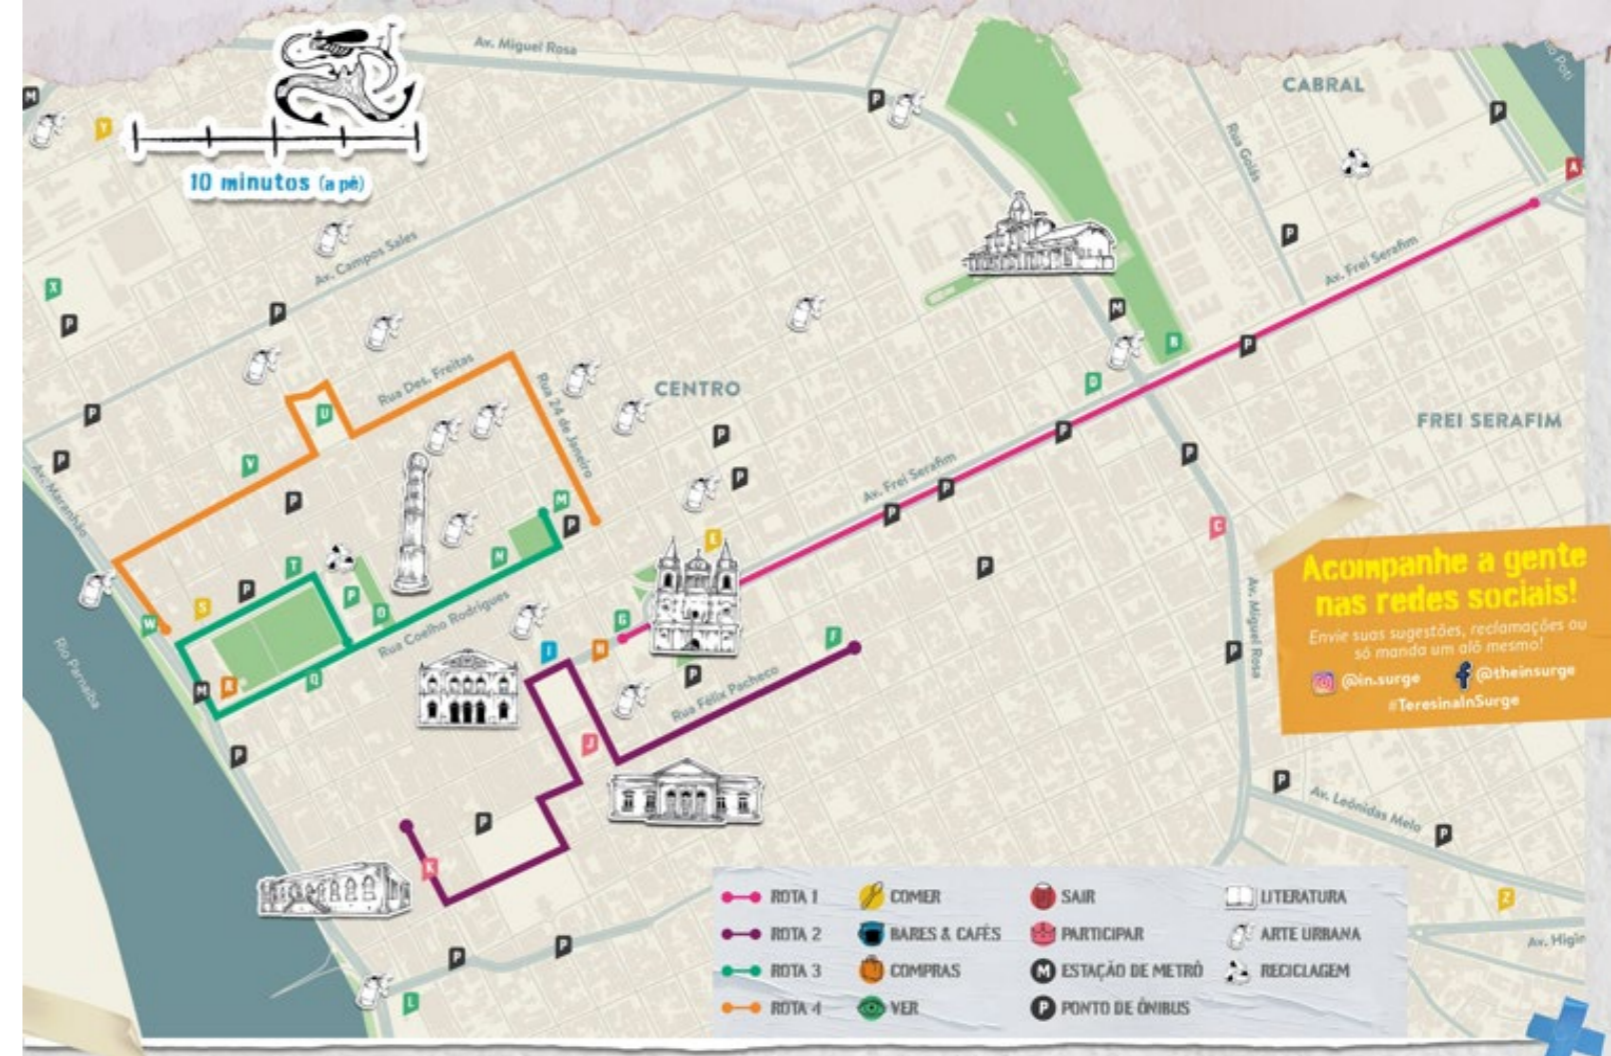 Av. Miguel Rosa
CABRAL
Rua Goiás
10 minutos (a pé)
Av. Campos Sales
Av. Frei Serafim
Rua Des. Freitas
Rua 24 de Janeiro
CENTRO
FREI SERAFIM
Av. Frei Serafim
Av. Maranhão
Rio Parnaíba
Rua Coelho Rodrigues
Rua Félix Pacheco
Av. Miguel Rosa
Av. Leônidas Melo
Acompanhe a gente
nas redes sociais!
Envie suas sugestões, reclamações ou
só manda um alô mesmo!
@in.surge @theinsurge
#TeresinaInSurge
ROTA 1 COMER SAIR LITERATURA
ROTA 2 BARES & CAFÉS PARTICIPAR ARTE URBANA
ROTA 3 COMPRAS M ESTAÇÃO DE METRÔ RECICLAGEM
ROTA 4 VER P PONTO DE ÔNIBUS
M
Y
P
P
A
X
P
P
P
M
B
P
D
P
P
P
U
V
P
P
P
P
P
P
M
P
C
E
N
T
P
S
P
O
P
W
G
F
I
H
P
P
M
R
Q
J
P
P
P
P
K
Z
P
P
L
Av. Higin